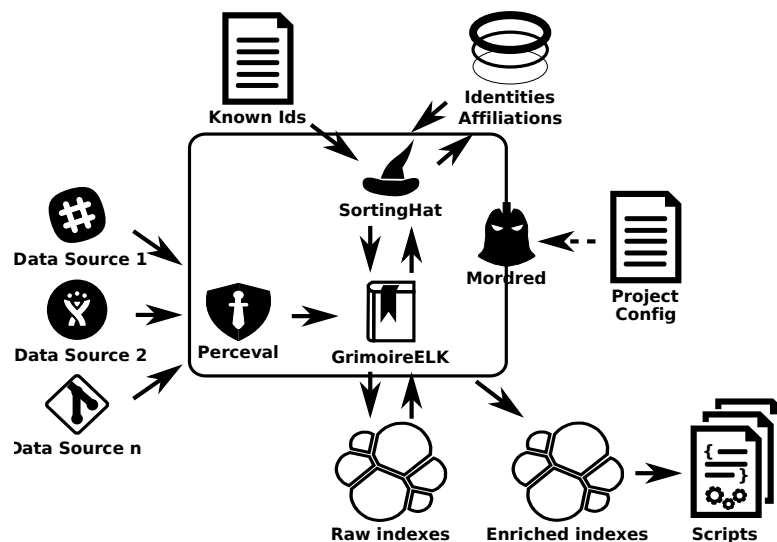 Known Ids
Identities
Affiliations
SortingHat
Data Source 1
Mordred
Project
Config
Data Source 2
Perceval
GrimoireELK
Data Source n
{
}
Raw indexes
Enriched indexes
Scripts